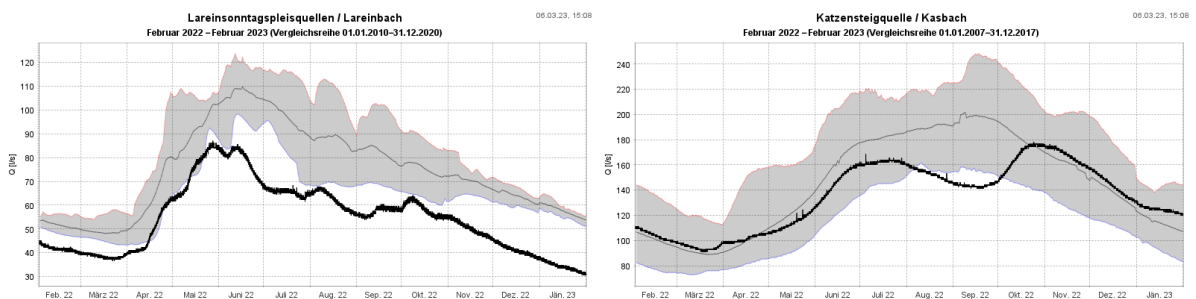 Lareinsonntagspleisquellen / Lareinbach
06.03.23, 15:08
Februar 2022 – Februar 2023 (Vergleichsreihe 01.01.2010–31.12.2020)
120
110
100
90
80
70
60
50
40
30
Q [l/s]
Feb. 22 März 22 Apr. 22 Mai 22 Juni 22 Juli 22 Aug. 22 Sep. 22 Okt. 22 Nov. 22 Dez. 22 Jän. 23
Katzensteigquelle / Kasbach
06.03.23, 15:08
Februar 2022 – Februar 2023 (Vergleichsreihe 01.01.2007–31.12.2017)
240
220
200
180
160
140
120
100
80
Q [l/s]
Feb. 22 März 22 Apr. 22 Mai 22 Juni 22 Juli 22 Aug. 22 Sep. 22 Okt. 22 Nov. 22 Dez. 22 Jän. 23